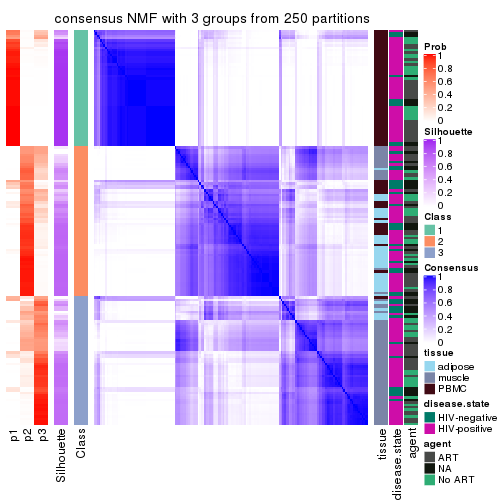 consensus NMF with 3 groups from 250 partitions
Prob
1
0.8
0.6
0.4
0.2
0
Silhouette
1
0.8
0.6
0.4
0.2
0
Class
1
2
3
Consensus
1
0.8
0.6
0.4
0.2
0
tissue
adipose
muscle
PBMC
disease.state
HIV-negative
HIV-positive
agent
ART
NA
No ART
p1
p2
p3
Silhouette
Class
tissue
disease.state
agent